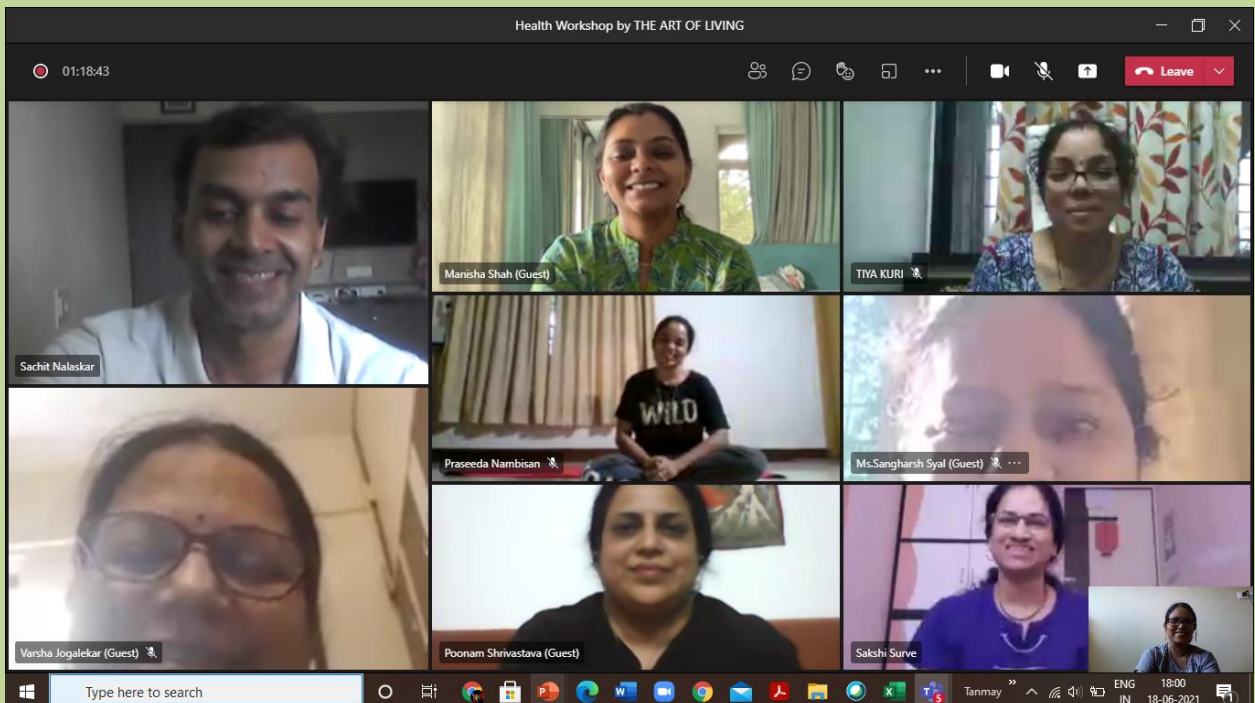 Health Workshop by THE ART OF LIVING
01:18:43
Leave
Manisha Shah (Guest)
TIYA KURI
Sachit Nalaskar
WILD
Praseeda Nambisan
Ms.Sangharsh Syal (Guest)
Varsha Jogalekar (Guest)
Poonam Shrivastava (Guest)
Sakshi Surve
Type here to search
Tanmay
ENG
IN
18:00
18-06-2021